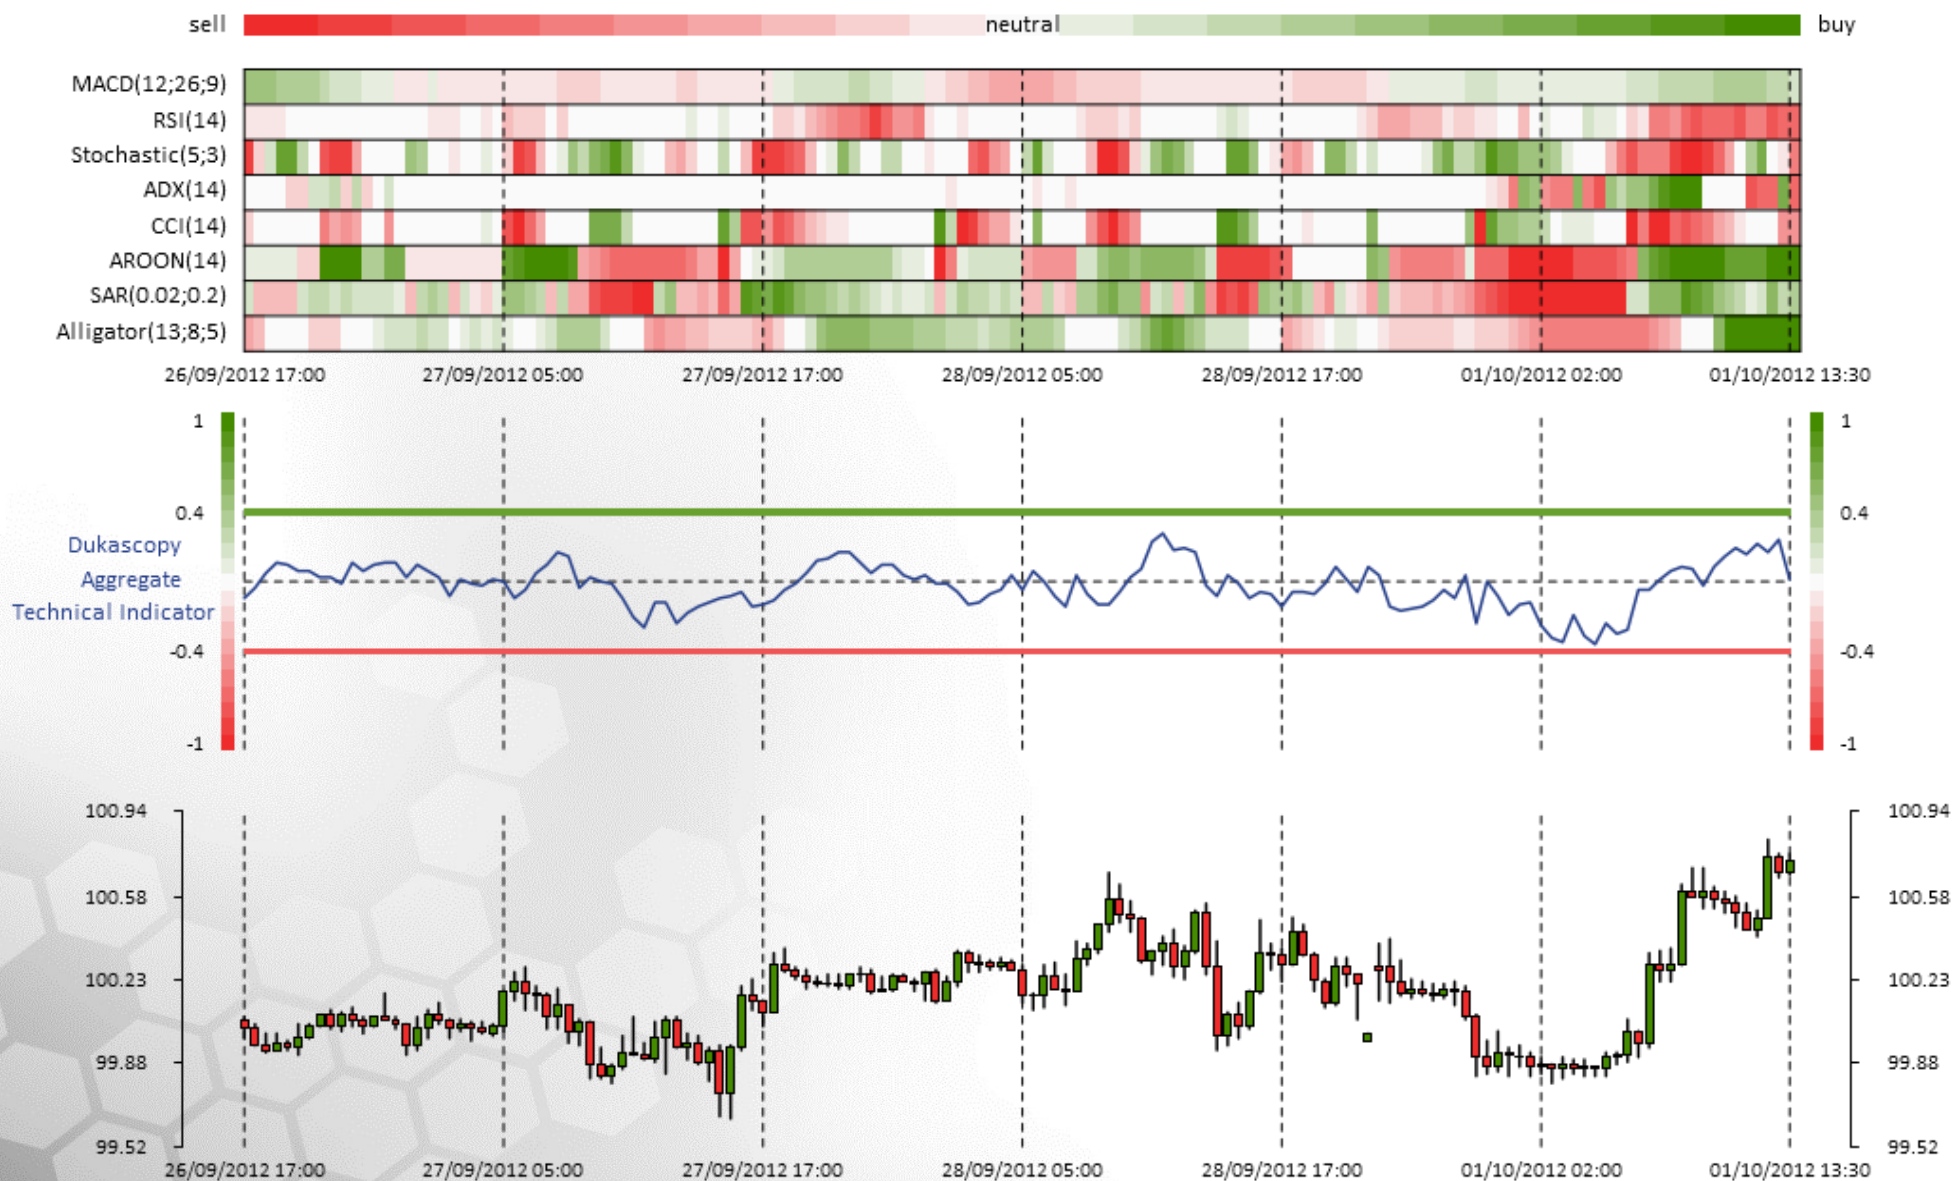 sell neutral buy
MACD(12;26;9)
RSI(14)
Stochastic(5;3)
ADX(14)
CCI(14)
AROON(14)
SAR(0.02;0.2)
Alligator(13;8;5)
26/09/2012 17:00 27/09/2012 05:00 27/09/2012 17:00 28/09/2012 05:00 28/09/2012 17:00 01/10/2012 02:00 01/10/2012 13:30
1 1
0.4 0.4
Dukascopy
Aggregate
Technical Indicator
-0.4 -0.4
-1 -1
100.94 100.94
100.58 100.58
100.23 100.23
99.88 99.88
99.52 99.52
26/09/2012 17:00 27/09/2012 05:00 27/09/2012 17:00 28/09/2012 05:00 28/09/2012 17:00 01/10/2012 02:00 01/10/2012 13:30